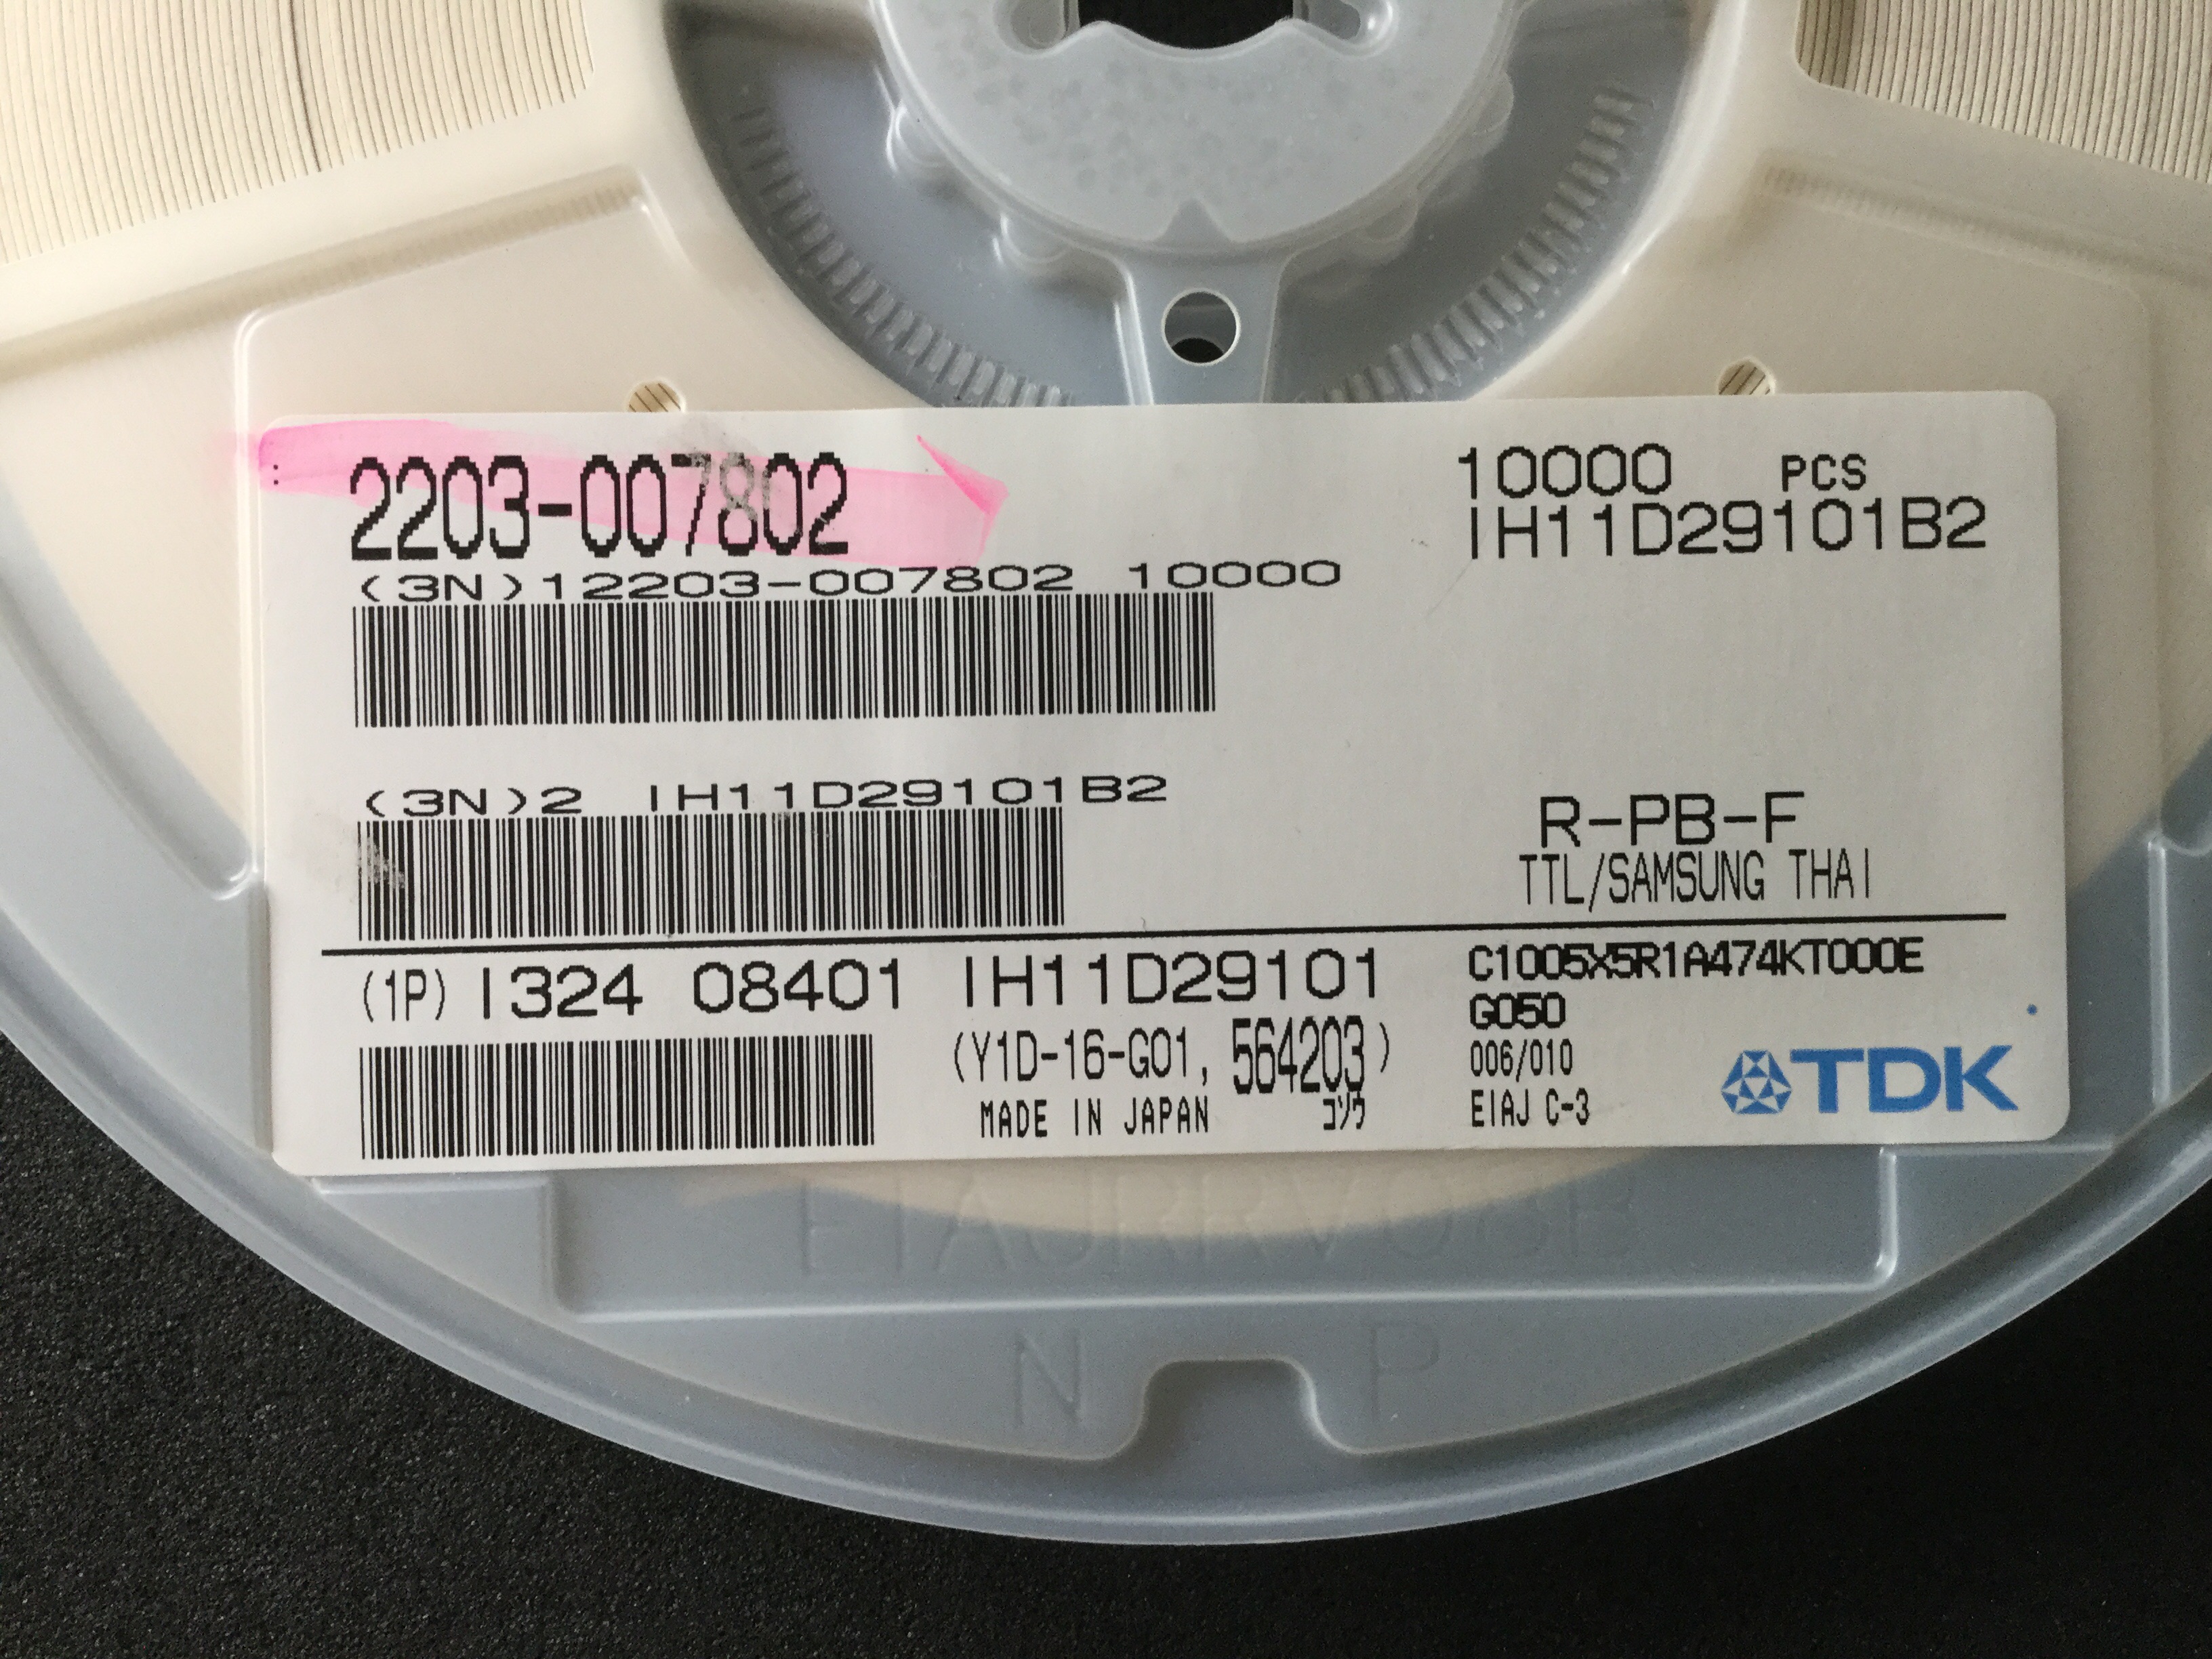 2203-007802
10000 PCS
IH11D29101B2
(3N)12203-007802 10000
(3N)2 IH11D29101B2
R-PB-F
TTL/SAMSUNG THAI
(1P) I324 08401 IH11D29101
(Y1D-16-G01, 564203)
MADE IN JAPAN コソウ
C1005X5R1A474KT000E
G050
006/010
EIAJ C-3
TDK
N P